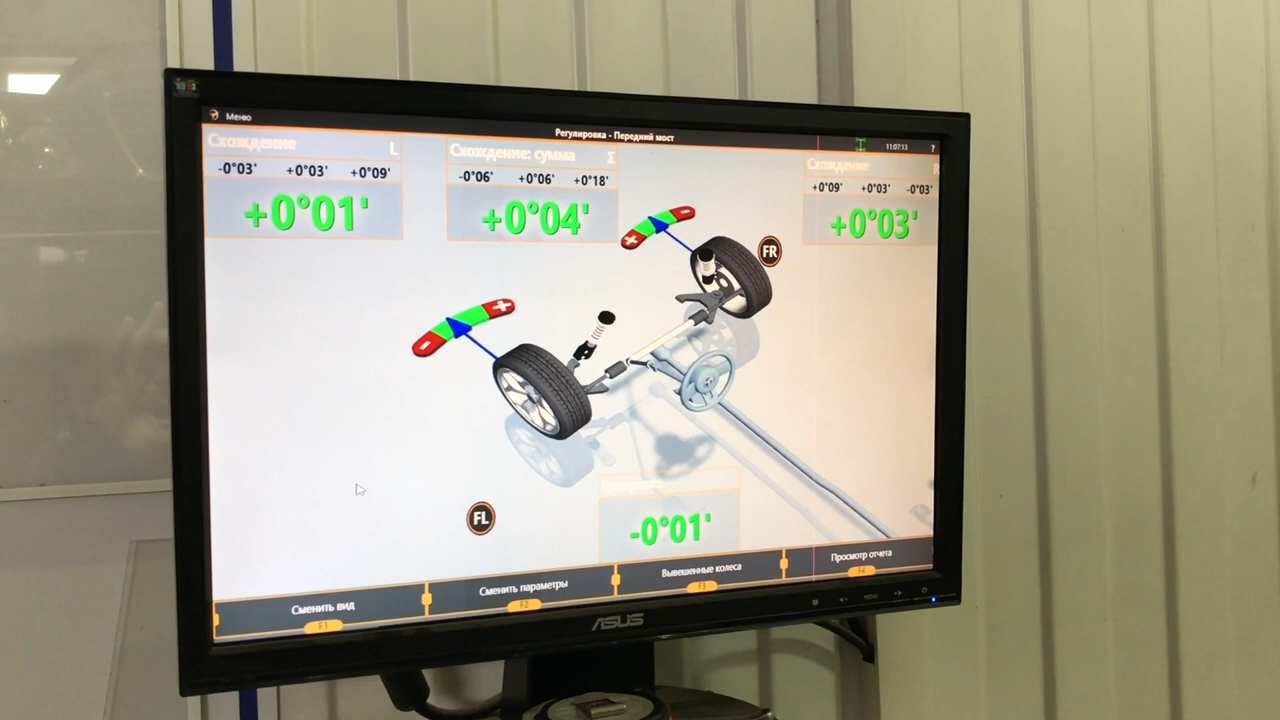 Меню
Регулировка - Передний мост
11:07:13
?
Схождение L
-0°03' +0°03' +0°09'
+0°01'
Схождение: сумма Σ
-0°06' +0°06' +0°18'
+0°04'
Схождение R
+0°09' +0°03' -0°03'
+0°03'
FR
FL
-0°01'
Сменить вид
F1
Сменить параметры
F2
Вывешенные колеса
F3
Просмотр отчета
F4
MENU
ASUS